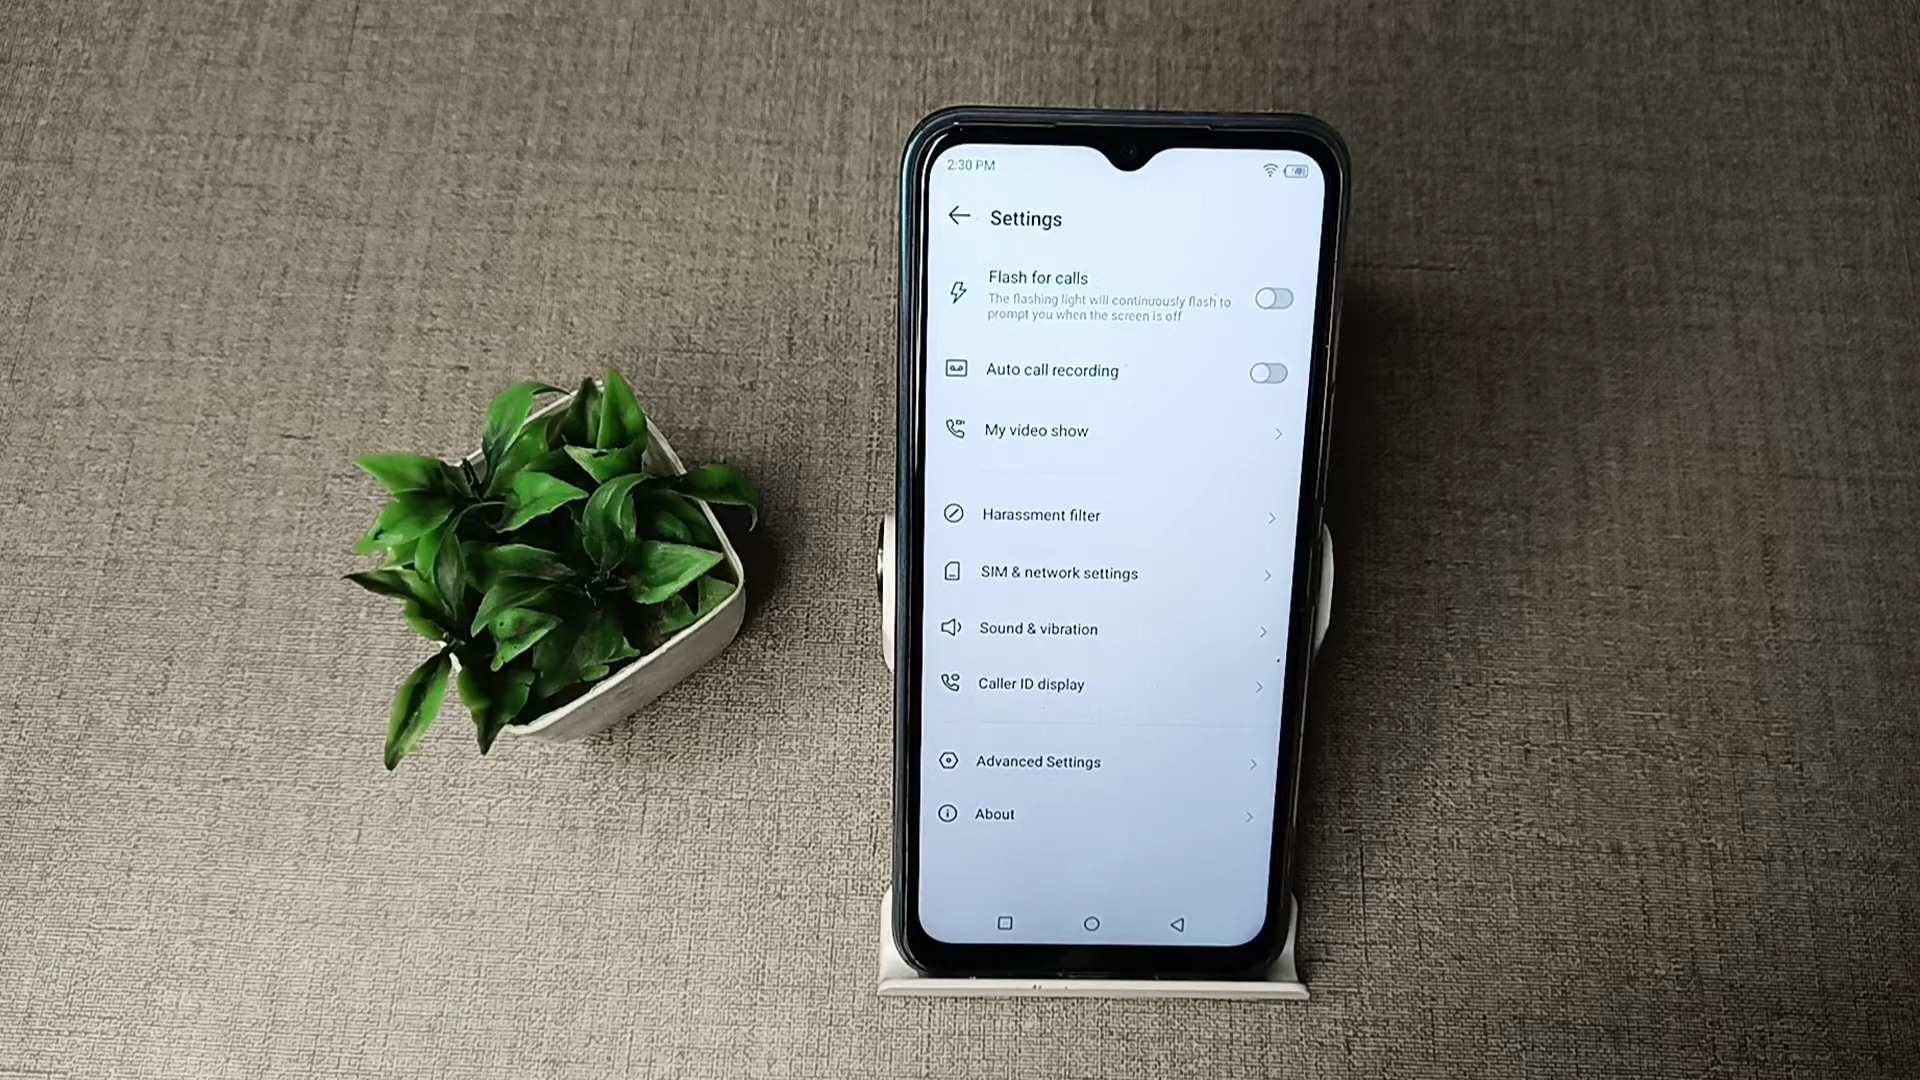 2:30 PM
Settings
Flash for calls
The flashing light will continuously flash to
prompt you when the screen is off
Auto call recording
My video show
Harassment filter
SIM & network settings
Sound & vibration
Caller ID display
Advanced Settings
About